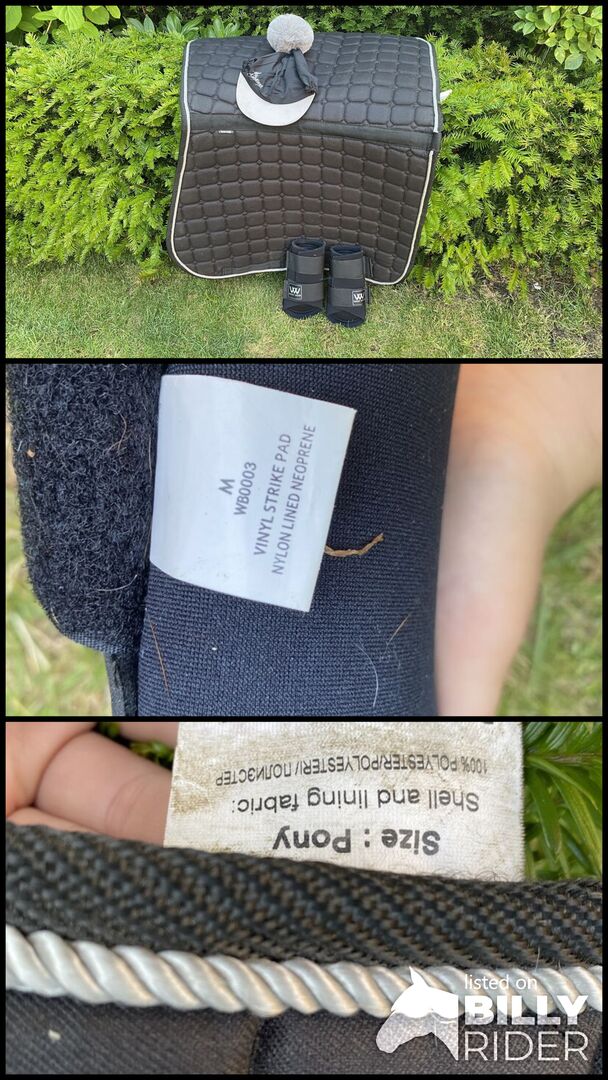 M
WB0003
VINYL STRIKE PAD
NYLON LINED NEOPRENE
Size : Pony
Shell and lining fabric:
100% POLYESTER/POLYESTER/ ПОЛИЭСТЕР
listed on
BILLY
RIDER